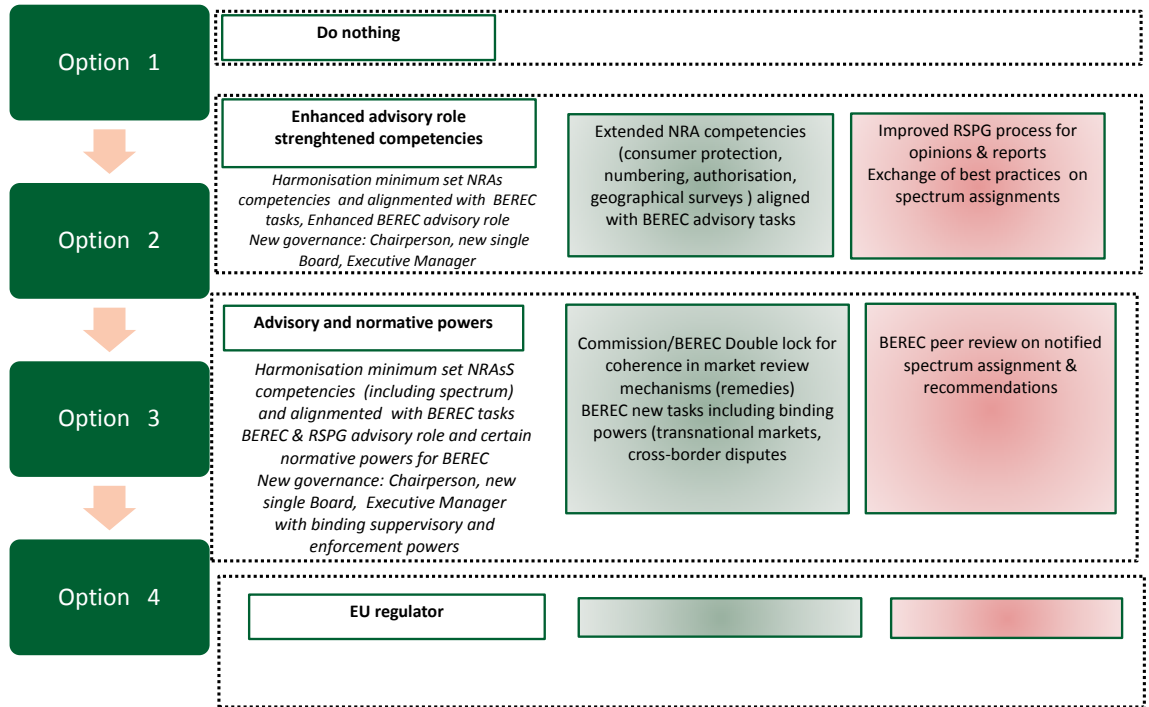 Option 1
Do nothing
Enhanced advisory role
strenghtened competencies
Harmonisation minimum set NRAs
competencies and alignmented with BEREC
tasks, Enhanced BEREC advisory role
New governance: Chairperson, new single
Board, Executive Manager
Extended NRA competencies
(consumer protection,
numbering, authorisation,
geographical surveys ) aligned
with BEREC advisory tasks
Improved RSPG process for
opinions & reports
Exchange of best practices on
spectrum assignments
Option 2
Advisory and normative powers
Harmonisation minimum set NRAsS
competencies (including spectrum)
and alignmented with BEREC tasks
BEREC & RSPG advisory role and certain
normative powers for BEREC
New governance: Chairperson, new
single Board, Executive Manager
with binding suppervisory and
enforcement powers
Commission/BEREC Double lock for
coherence in market review
mechanisms (remedies)
BEREC new tasks including binding
powers (transnational markets,
cross-border disputes
BEREC peer review on notified
spectrum assignment &
recommendations
Option 3
Option 4
EU regulator